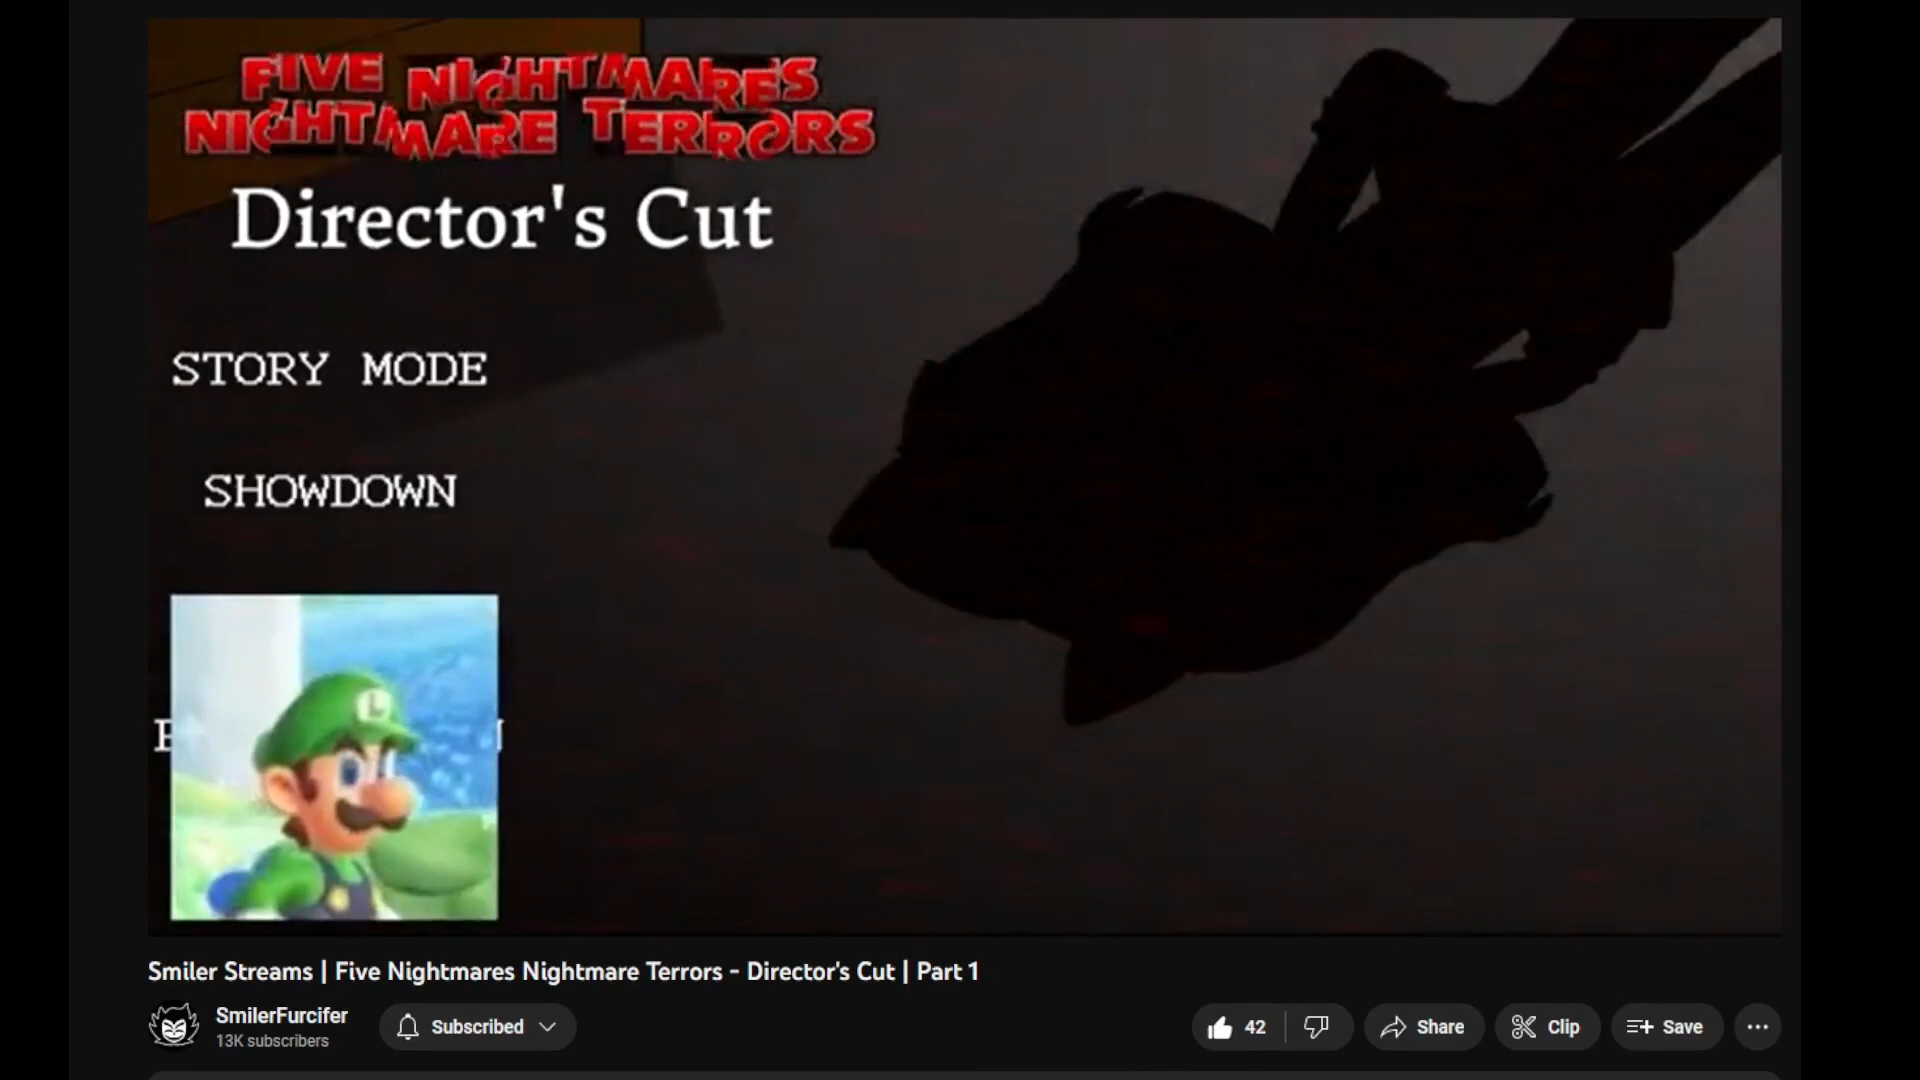 FIVE NIGHTMARES
NIGHTMARE TERRORS
Director's Cut
STORY MODE
SHOWDOWN
L
Smiler Streams | Five Nightmares Nightmare Terrors - Director's Cut | Part 1
SmilerFurcifer
13K subscribers
Subscribed
42
Share
Clip
Save